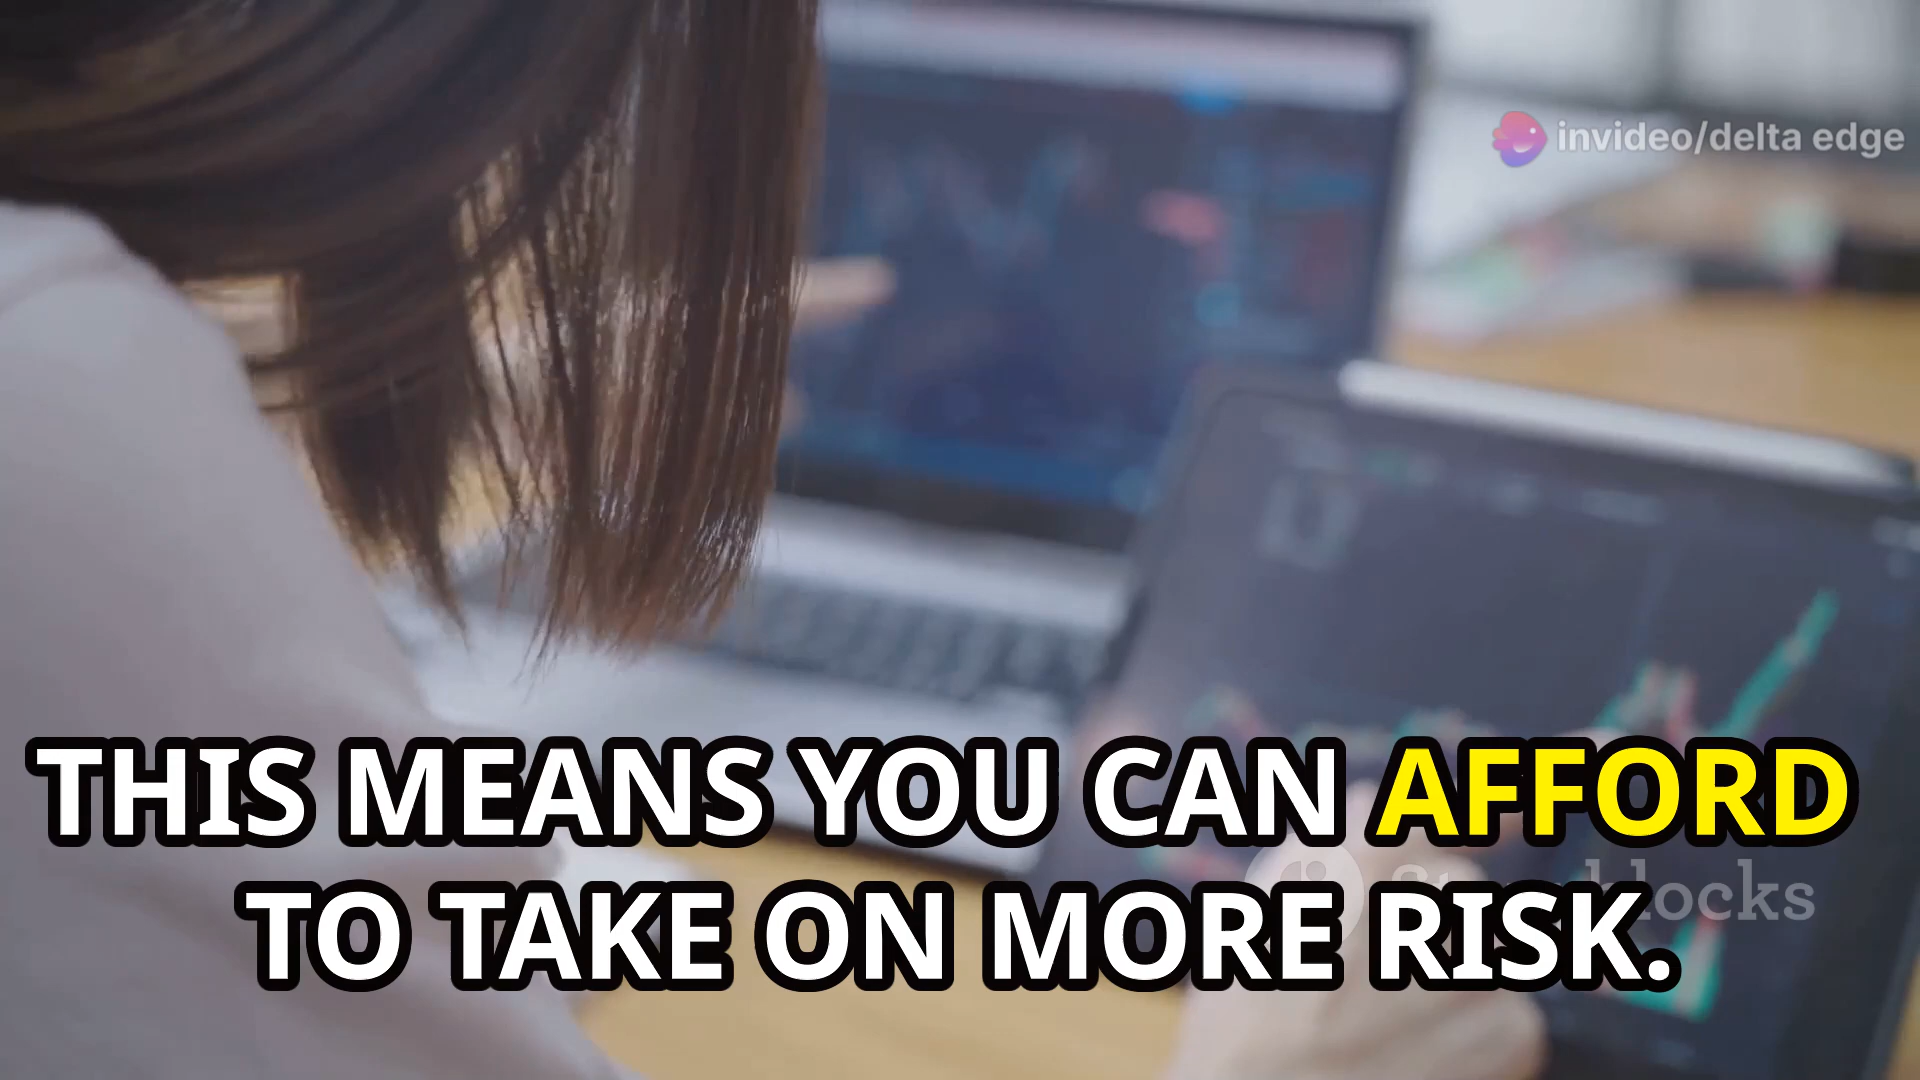 invideo/delta edge
THIS MEANS YOU CAN AFFORD
TO TAKE ON MORE RISK.